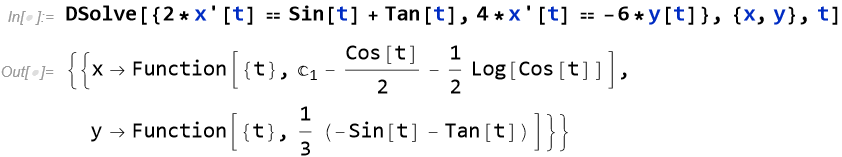 In[•]:= DSolve[{2*x'[t] == Sin[t] + Tan[t], 4*x'[t] == -6*y[t]}, {x, y}, t]
Out[•]= {{x → Function[{t}, ℂ₁ - Cos[t]/2 - 1/2 Log[Cos[t]]],
y → Function[{t}, 1/3 (-Sin[t] - Tan[t])]}}